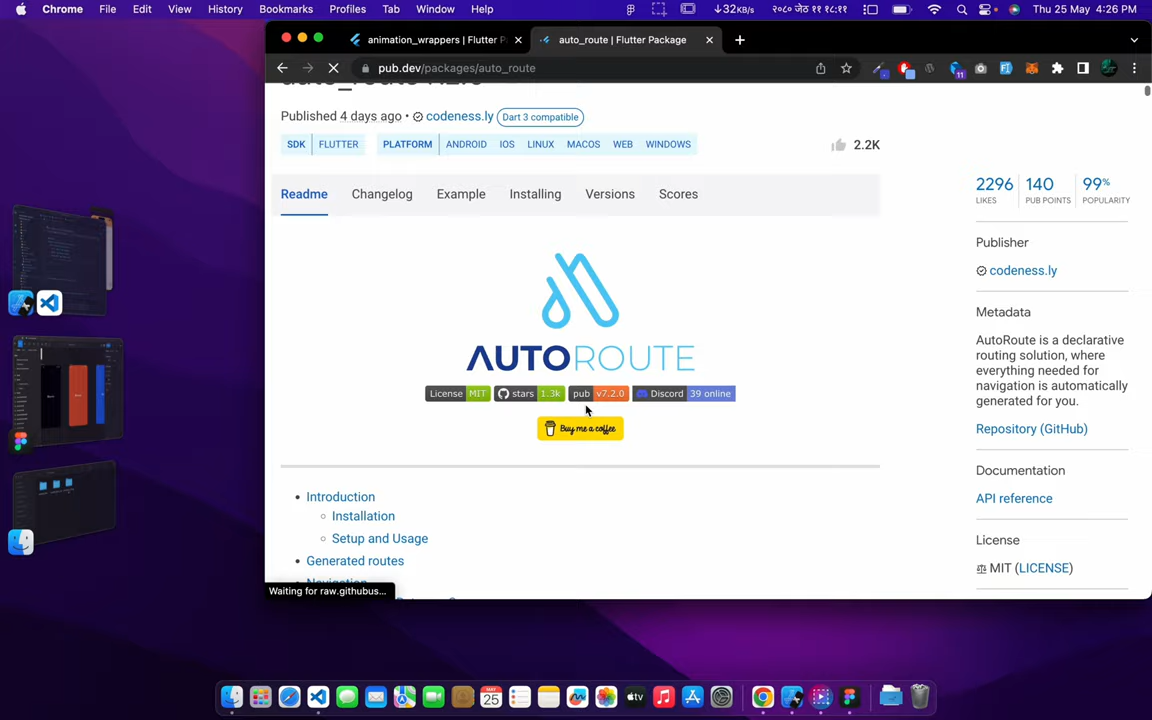 Chrome File Edit View History Bookmarks Profiles Tab Window Help
↓32KB/s
Thu 25 May 4:26 PM
animation_wrappers | Flutter P
auto_route | Flutter Package
pub.dev/packages/auto_route
11
Published 4 days ago • codeness.ly Dart 3 compatible
SDK FLUTTER PLATFORM ANDROID IOS LINUX MACOS WEB WINDOWS
2.2K
Readme Changelog Example Installing Versions Scores
2296 LIKES
140 PUB POINTS
99% POPULARITY
Publisher
codeness.ly
Metadata
AutoRoute is a declarative
routing solution, where
everything needed for
navigation is automatically
generated for you.
Repository (GitHub)
Documentation
API reference
License
MIT (LICENSE)
AUTOROUTE
License MIT stars 1.3k pub v7.2.0 Discord 39 online
Buy me a coffee
• Introduction
Installation
Setup and Usage
• Generated routes
Navigation
Waiting for raw.githubus...
MAY
25